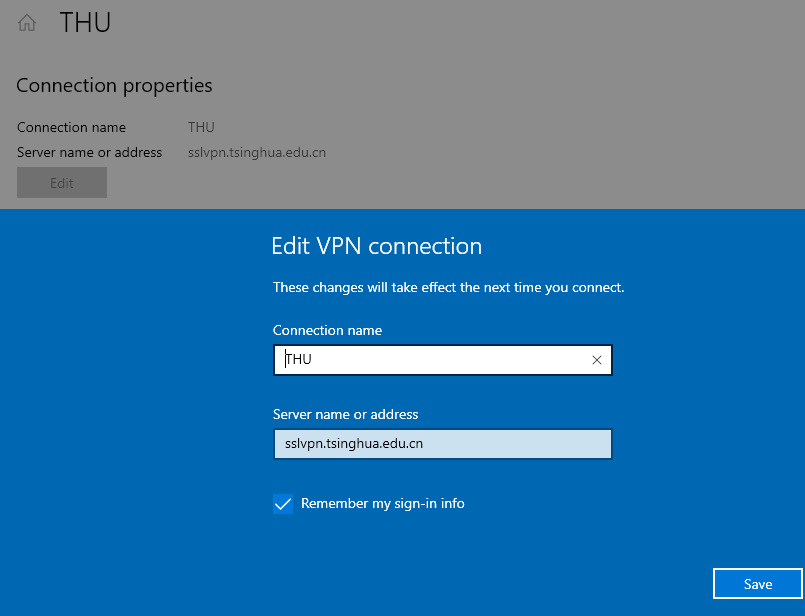 THU
Connection properties
Connection name THU
Server name or address sslvpn.tsinghua.edu.cn
Edit
Edit VPN connection
These changes will take effect the next time you connect.
Connection name
THU
Server name or address
sslvpn.tsinghua.edu.cn
Remember my sign-in info
Save